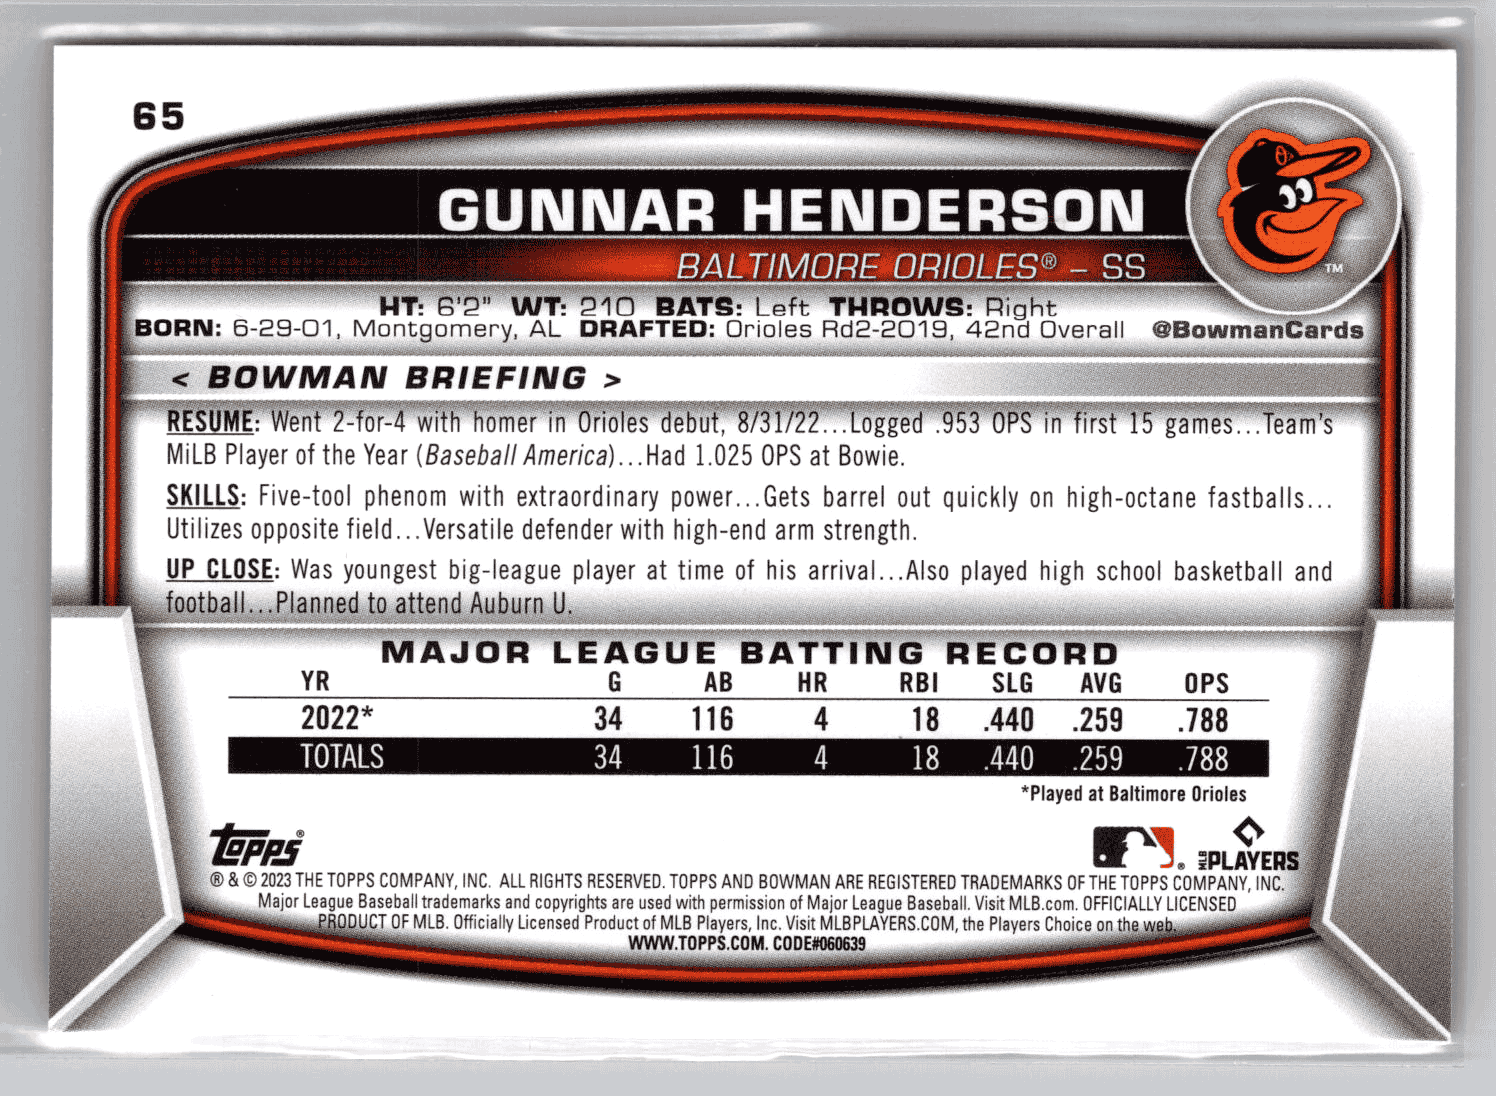 65
GUNNAR HENDERSON
BALTIMORE ORIOLES® – SS
TM
HT: 6'2" WT: 210 BATS: Left THROWS: Right
BORN: 6-29-01, Montgomery, AL DRAFTED: Orioles Rd2-2019, 42nd Overall @BowmanCards
< BOWMAN BRIEFING >
RESUME: Went 2-for-4 with homer in Orioles debut, 8/31/22...Logged .953 OPS in first 15 games...Team's
MiLB Player of the Year (Baseball America)...Had 1.025 OPS at Bowie.
SKILLS: Five-tool phenom with extraordinary power...Gets barrel out quickly on high-octane fastballs...
Utilizes opposite field...Versatile defender with high-end arm strength.
UP CLOSE: Was youngest big-league player at time of his arrival...Also played high school basketball and
football...Planned to attend Auburn U.
MAJOR LEAGUE BATTING RECORD
YR G AB HR RBI SLG AVG OPS
2022* 34 116 4 18 .440 .259 .788
TOTALS 34 116 4 18 .440 .259 .788
*Played at Baltimore Orioles
Topps® ® MLB PLAYERS
® & © 2023 THE TOPPS COMPANY, INC. ALL RIGHTS RESERVED. TOPPS AND BOWMAN ARE REGISTERED TRADEMARKS OF THE TOPPS COMPANY, INC.
Major League Baseball trademarks and copyrights are used with permission of Major League Baseball. Visit MLB.com. OFFICIALLY LICENSED
PRODUCT OF MLB. Officially Licensed Product of MLB Players, Inc. Visit MLBPLAYERS.COM, the Players Choice on the web.
WWW.TOPPS.COM. CODE#060639